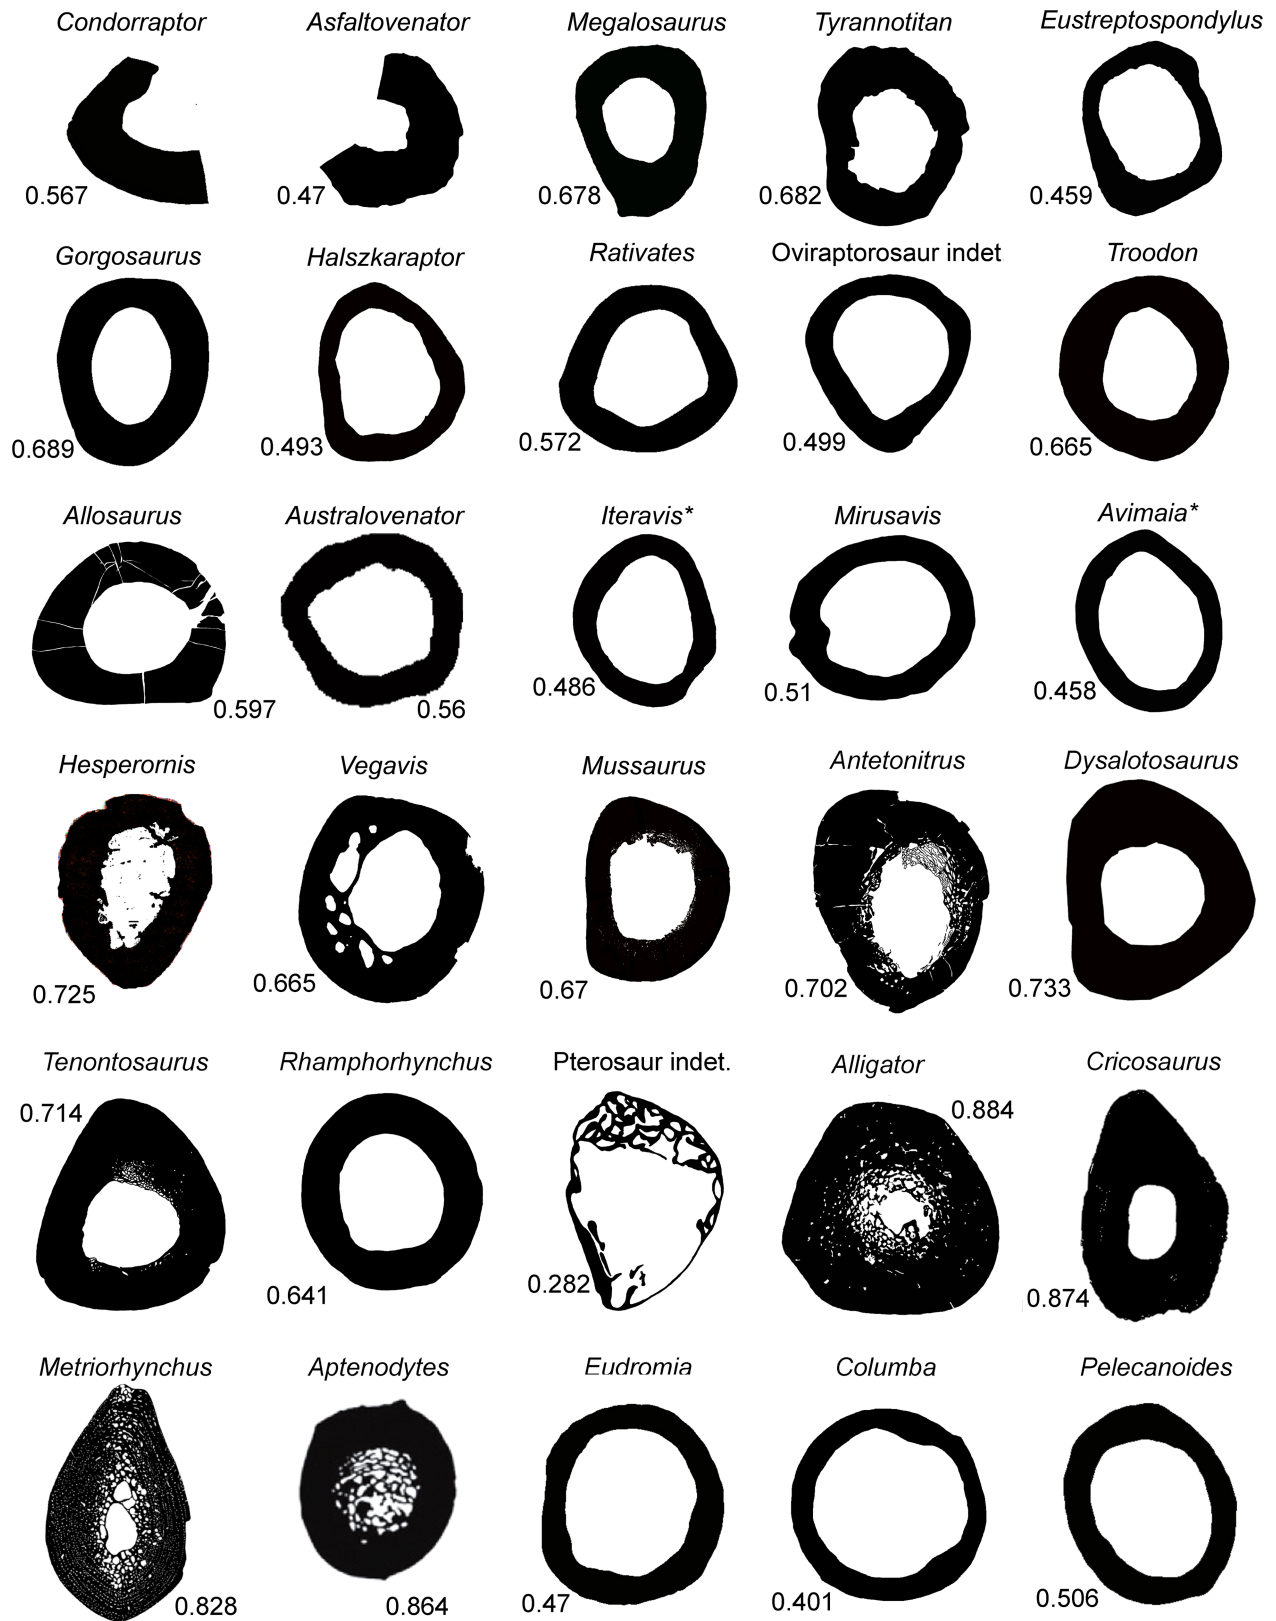 Condorraptor Asfaltovenator Megalosaurus Tyrannotitan Eustreptospondylus
0.567 0.47 0.678 0.682 0.459
Gorgosaurus Halszkaraptor Rativates Oviraptorosaur indet Troodon
0.689 0.493 0.572 0.499 0.665
Allosaurus Australovenator Iteravis* Mirusavis Avimaia*
0.597 0.56 0.486 0.51 0.458
Hesperornis Vegavis Mussaurus Antetonitrus Dysalotosaurus
0.725 0.665 0.67 0.702 0.733
Tenontosaurus Rhamphorhynchus Pterosaur indet. Alligator Cricosaurus
0.714 0.641 0.282 0.884 0.874
Metriorhynchus Aptenodytes Eudromia Columba Pelecanoides
0.828 0.864 0.47 0.401 0.506